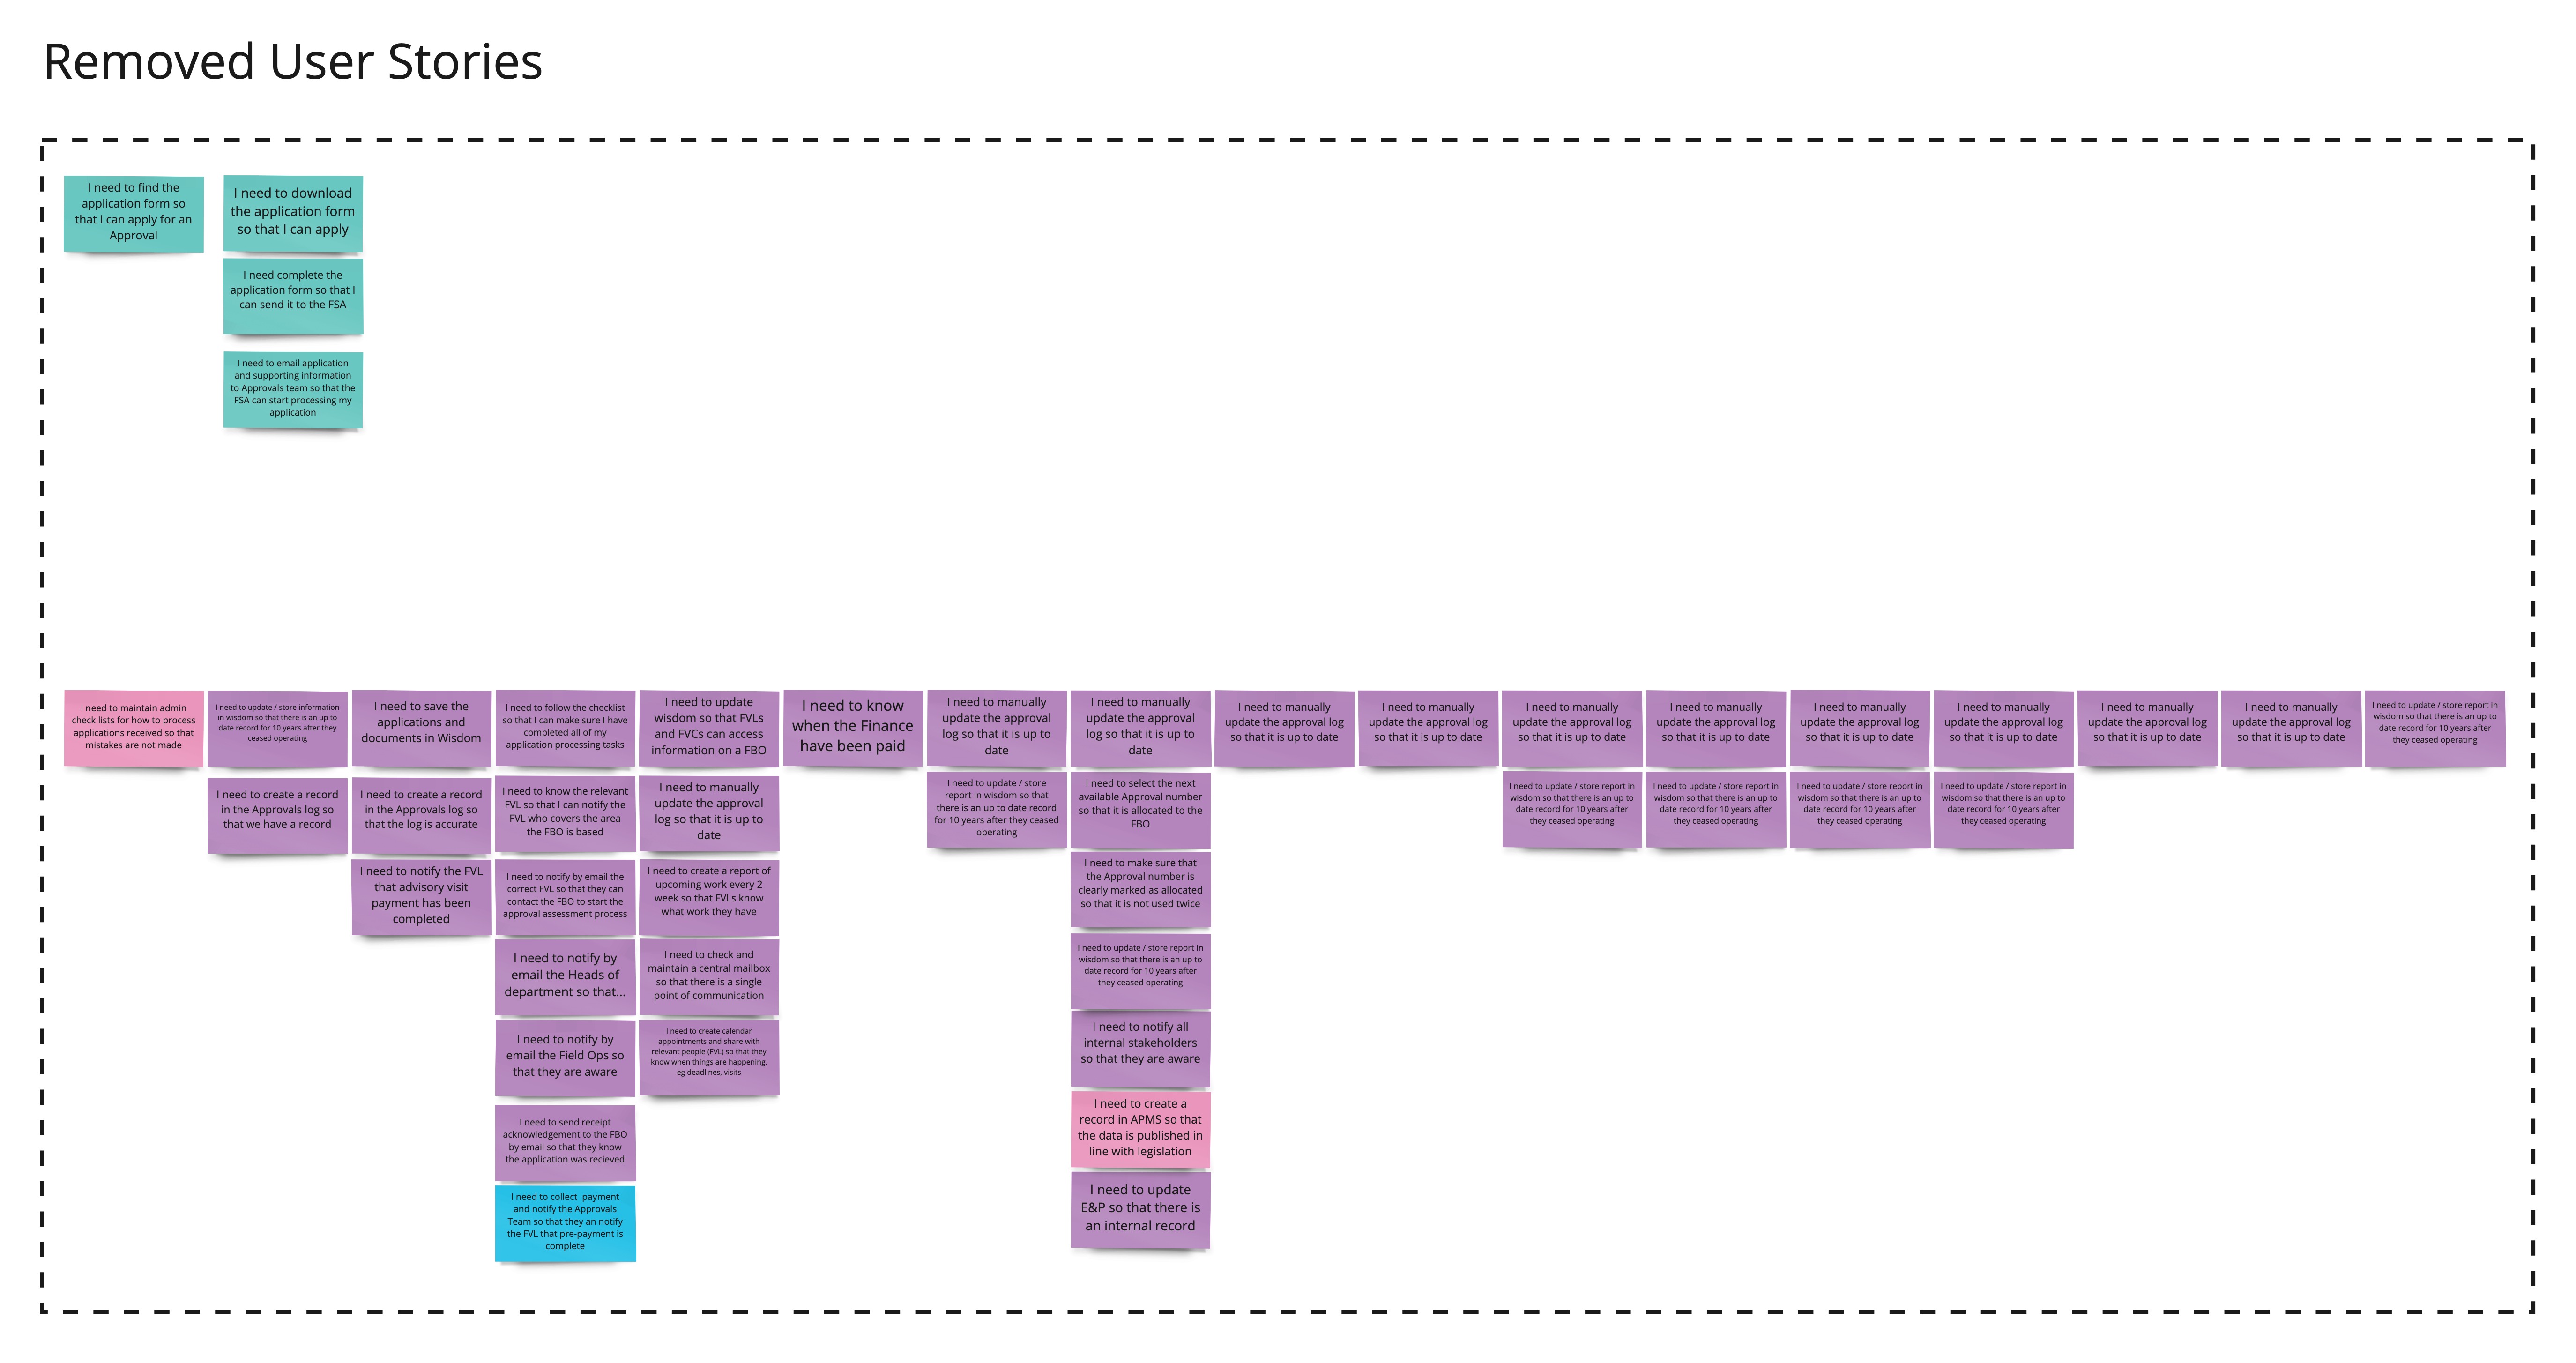 Removed User Stories
I need to find the
application form so
that I can apply for an
Approval
I need to download
the application form
so that I can apply
I need complete the
application form so that I
can send it to the FSA
I need to email application
and supporting information
to Approvals team so that the
FSA can start processing my
application
I need to maintain admin
check lists for how to process
applications received so that
mistakes are not made
I need to update / store information
in wisdom so that there is an up to
date record for 10 years after they
ceased operating
I need to create a record
in the Approvals log so
that we have a record
I need to save the
applications and
documents in Wisdom
I need to create a record
in the Approvals log so
that the log is accurate
I need to notify the FVL
that advisory visit
payment has been
completed
I need to follow the checklist
so that I can make sure I have
completed all of my
application processing tasks
I need to know the relevant
FVL so that I can notify the
FVL who covers the area
the FBO is based
I need to notify by email the
correct FVL so that they can
contact the FBO to start the
approval assessment process
I need to notify by
email the Heads of
department so that...
I need to notify by
email the Field Ops so
that they are aware
I need to send receipt
acknowledgement to the FBO
by email so that they know
the application was recieved
I need to collect payment
and notify the Approvals
Team so that they an notify
the FVL that pre-payment is
complete
I need to update
wisdom so that FVLs
and FVCs can access
information on a FBO
I need to manually
update the approval
log so that it is up to
date
I need to create a report of
upcoming work every 2
week so that FVLs know
what work they have
I need to check and
maintain a central mailbox
so that there is a single
point of communication
I need to create calendar
appointments and share with
relevant people (FVL) so that they
know when things are happening,
eg deadlines, visits
I need to know
when the Finance
have been paid
I need to manually
update the approval
log so that it is up to
date
I need to update / store
report in wisdom so that
there is an up to date record
for 10 years after they ceased
operating
I need to manually
update the approval
log so that it is up to
date
I need to select the next
available Approval number
so that it is allocated to the
FBO
I need to make sure that
the Approval number is
clearly marked as allocated
so that it is not used twice
I need to update / store report in
wisdom so that there is an up to
date record for 10 years after
they ceased operating
I need to notify all
internal stakeholders
so that they are aware
I need to create a
record in APMS so that
the data is published in
line with legislation
I need to update
E&P so that there is
an internal record
I need to manually
update the approval log
so that it is up to date
I need to manually
update the approval log
so that it is up to date
I need to manually
update the approval log
so that it is up to date
I need to update / store report in
wisdom so that there is an up to
date record for 10 years after
they ceased operating
I need to manually
update the approval log
so that it is up to date
I need to update / store report in
wisdom so that there is an up to
date record for 10 years after
they ceased operating
I need to manually
update the approval log
so that it is up to date
I need to update / store report in
wisdom so that there is an up to
date record for 10 years after
they ceased operating
I need to manually
update the approval log
so that it is up to date
I need to update / store report in
wisdom so that there is an up to
date record for 10 years after
they ceased operating
I need to manually
update the approval log
so that it is up to date
I need to manually
update the approval log
so that it is up to date
I need to update / store report in
wisdom so that there is an up to
date record for 10 years after
they ceased operating